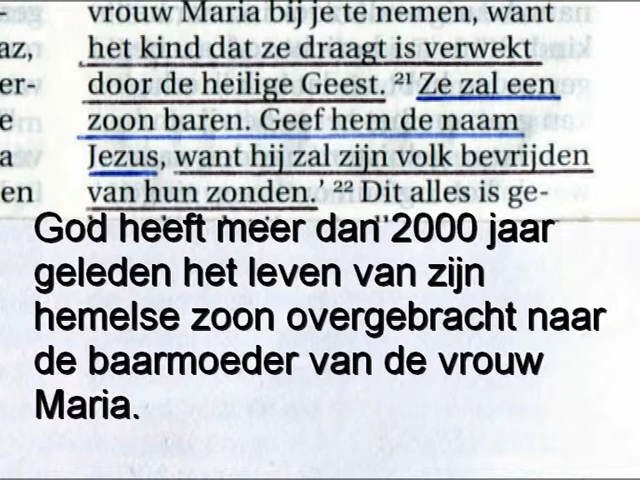 vrouw Maria bij je te nemen, want
az, het kind dat ze draagt is verwekt
er- door de heilige Geest. ²¹ Ze zal een
e zoon baren. Geef hem de naam
a Jezus, want hij zal zijn volk bevrijden
en van hun zonden.’ ²² Dit alles is ge-
God heeft meer dan 2000 jaar
geleden het leven van zijn
hemelse zoon overgebracht naar
de baarmoeder van de vrouw
Maria.